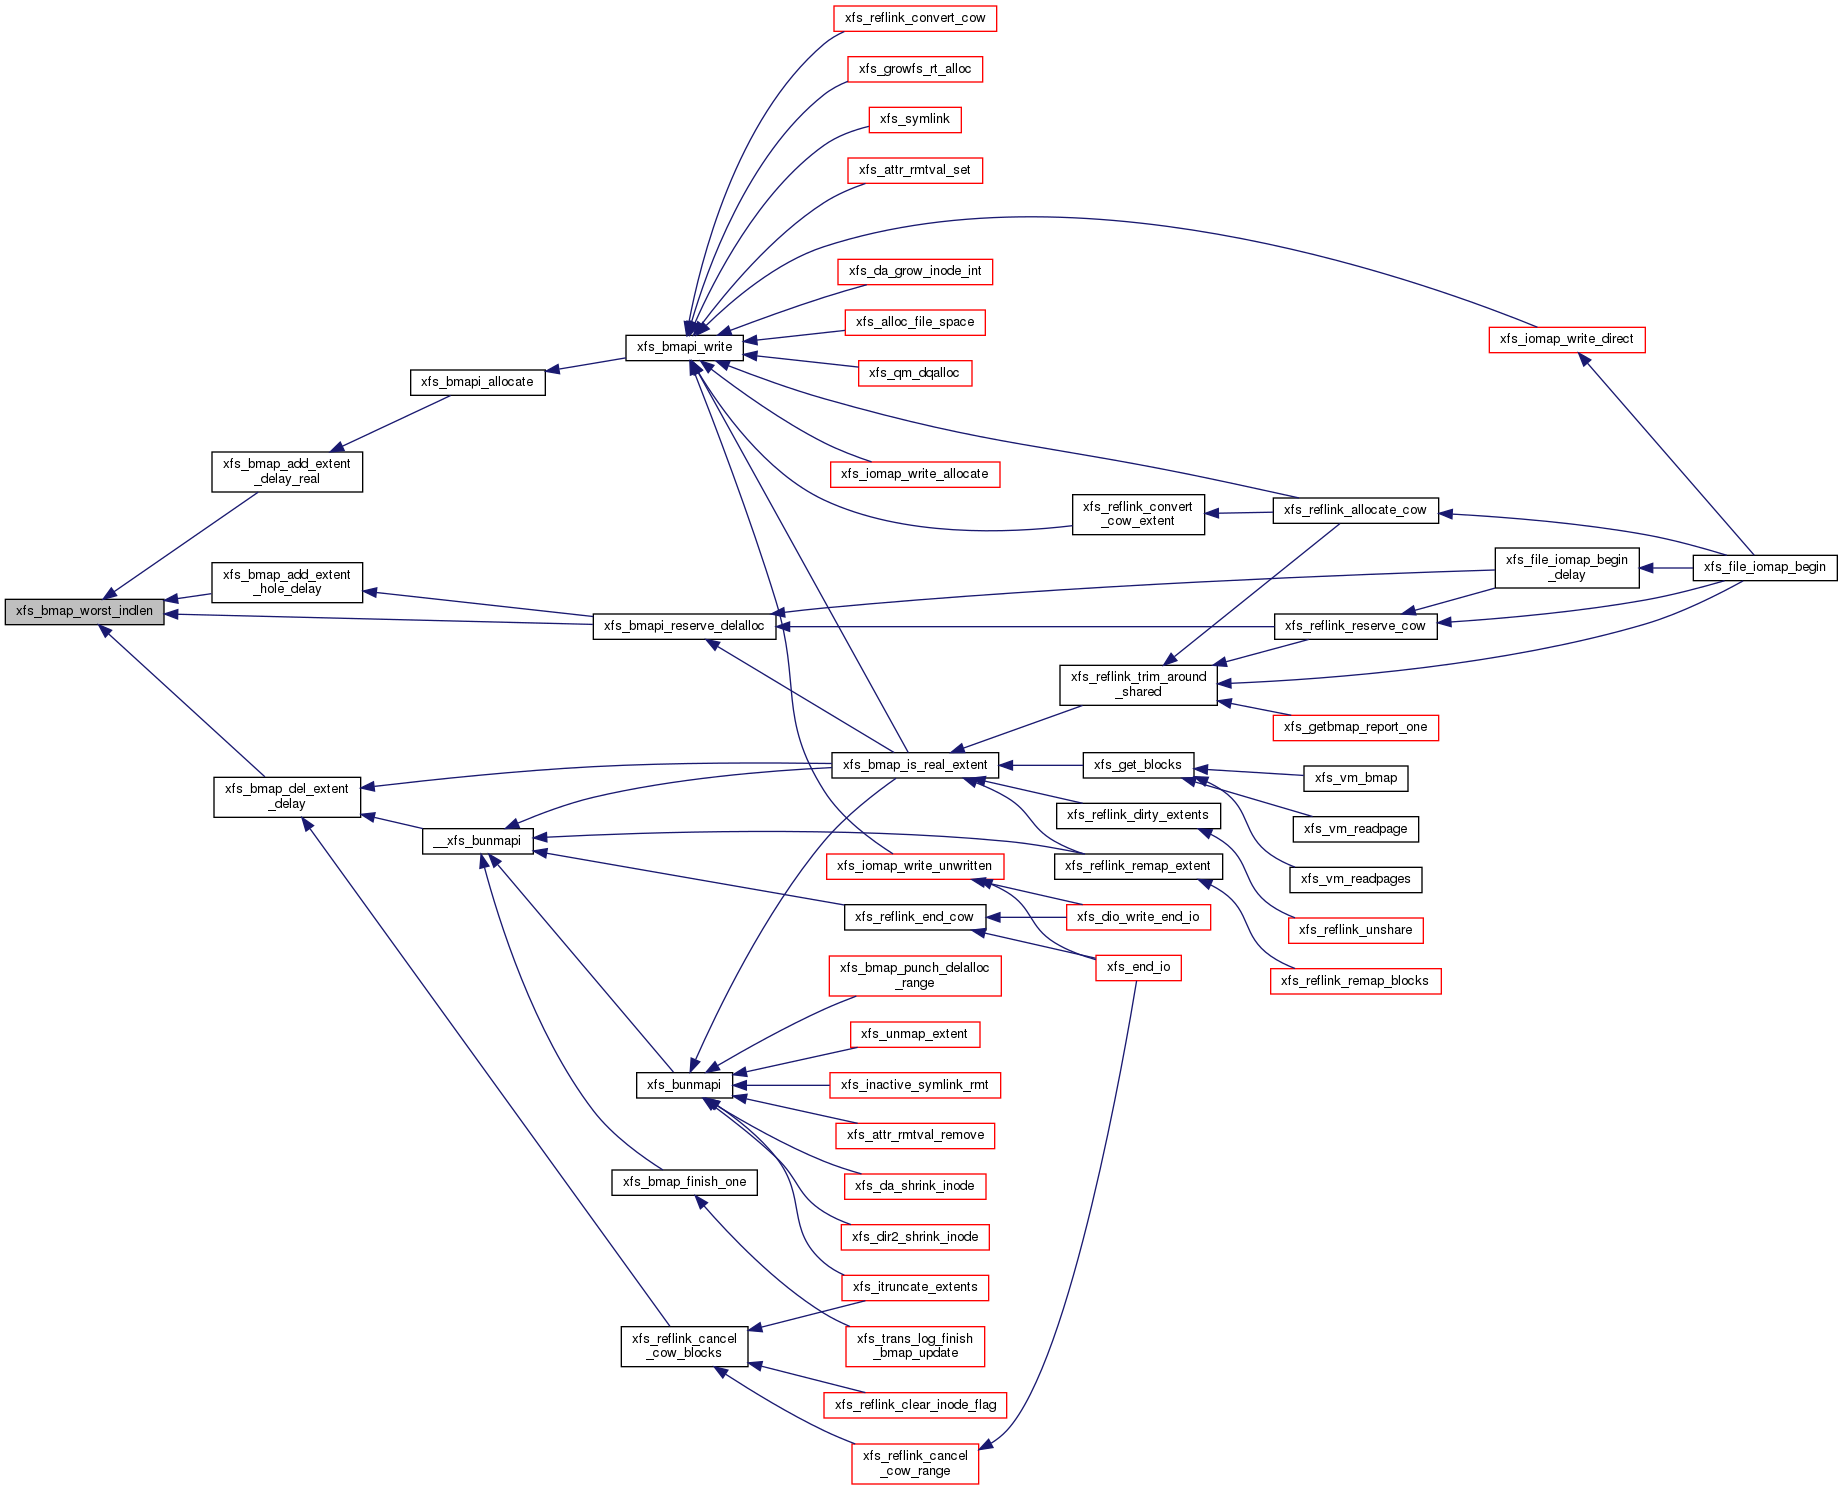 xfs_reflink_convert_cow
xfs_growfs_rt_alloc
xfs_symlink
xfs_attr_rmtval_set
xfs_da_grow_inode_int
xfs_alloc_file_space
xfs_iomap_write_direct
xfs_bmapi_write
xfs_qm_dqalloc
xfs_bmapi_allocate
xfs_bmap_add_extent
_delay_real
xfs_iomap_write_allocate
xfs_reflink_convert
_cow_extent
xfs_reflink_allocate_cow
xfs_file_iomap_begin
_delay
xfs_file_iomap_begin
xfs_bmap_add_extent
_hole_delay
xfs_bmap_worst_indlen
xfs_bmapi_reserve_delalloc
xfs_reflink_reserve_cow
xfs_reflink_trim_around
_shared
xfs_getbmap_report_one
xfs_bmap_is_real_extent
xfs_get_blocks
xfs_vm_bmap
xfs_bmap_del_extent
_delay
xfs_reflink_dirty_extents
xfs_vm_readpage
__xfs_bunmapi
xfs_iomap_write_unwritten
xfs_reflink_remap_extent
xfs_vm_readpages
xfs_reflink_end_cow
xfs_dio_write_end_io
xfs_reflink_unshare
xfs_bmap_punch_delalloc
_range
xfs_end_io
xfs_reflink_remap_blocks
xfs_unmap_extent
xfs_bunmapi
xfs_inactive_symlink_rmt
xfs_attr_rmtval_remove
xfs_bmap_finish_one
xfs_da_shrink_inode
xfs_dir2_shrink_inode
xfs_itruncate_extents
xfs_reflink_cancel
_cow_blocks
xfs_trans_log_finish
_bmap_update
xfs_reflink_clear_inode_flag
xfs_reflink_cancel
_cow_range